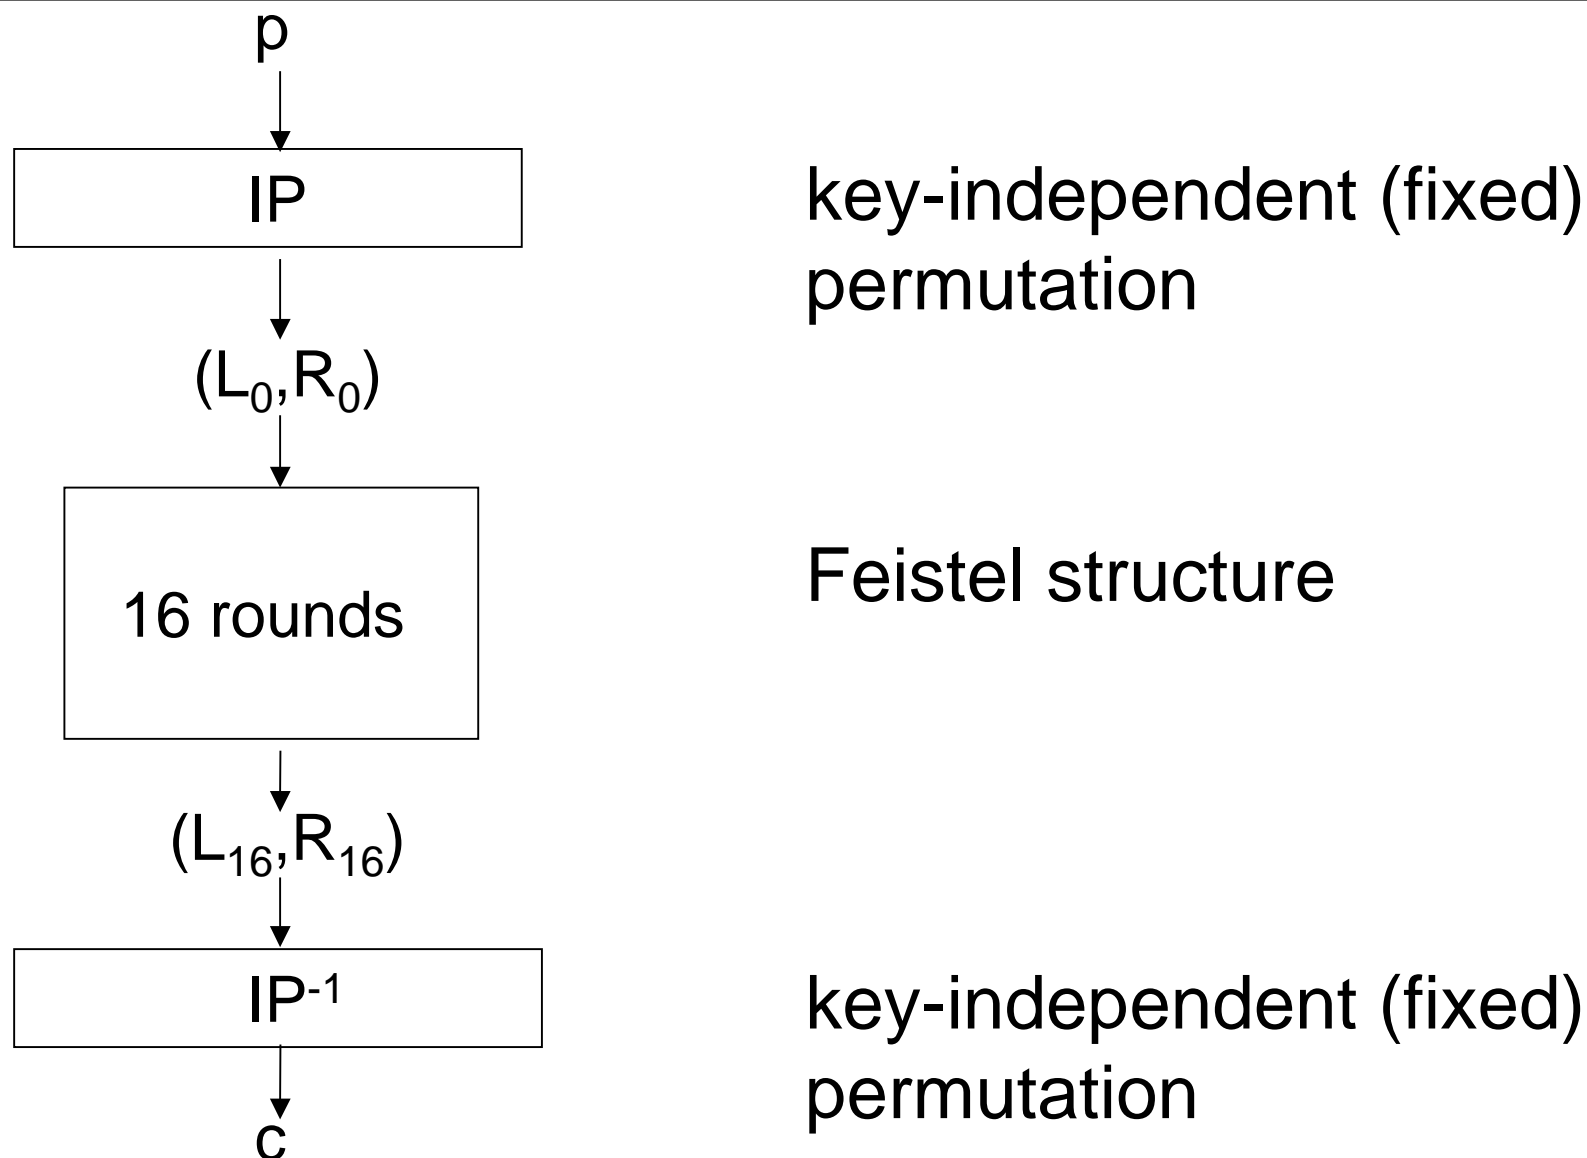 p
IP
key-independent (fixed)
permutation
(L₀,R₀)
16 rounds
Feistel structure
(L₁₆,R₁₆)
IP⁻¹
key-independent (fixed)
permutation
c